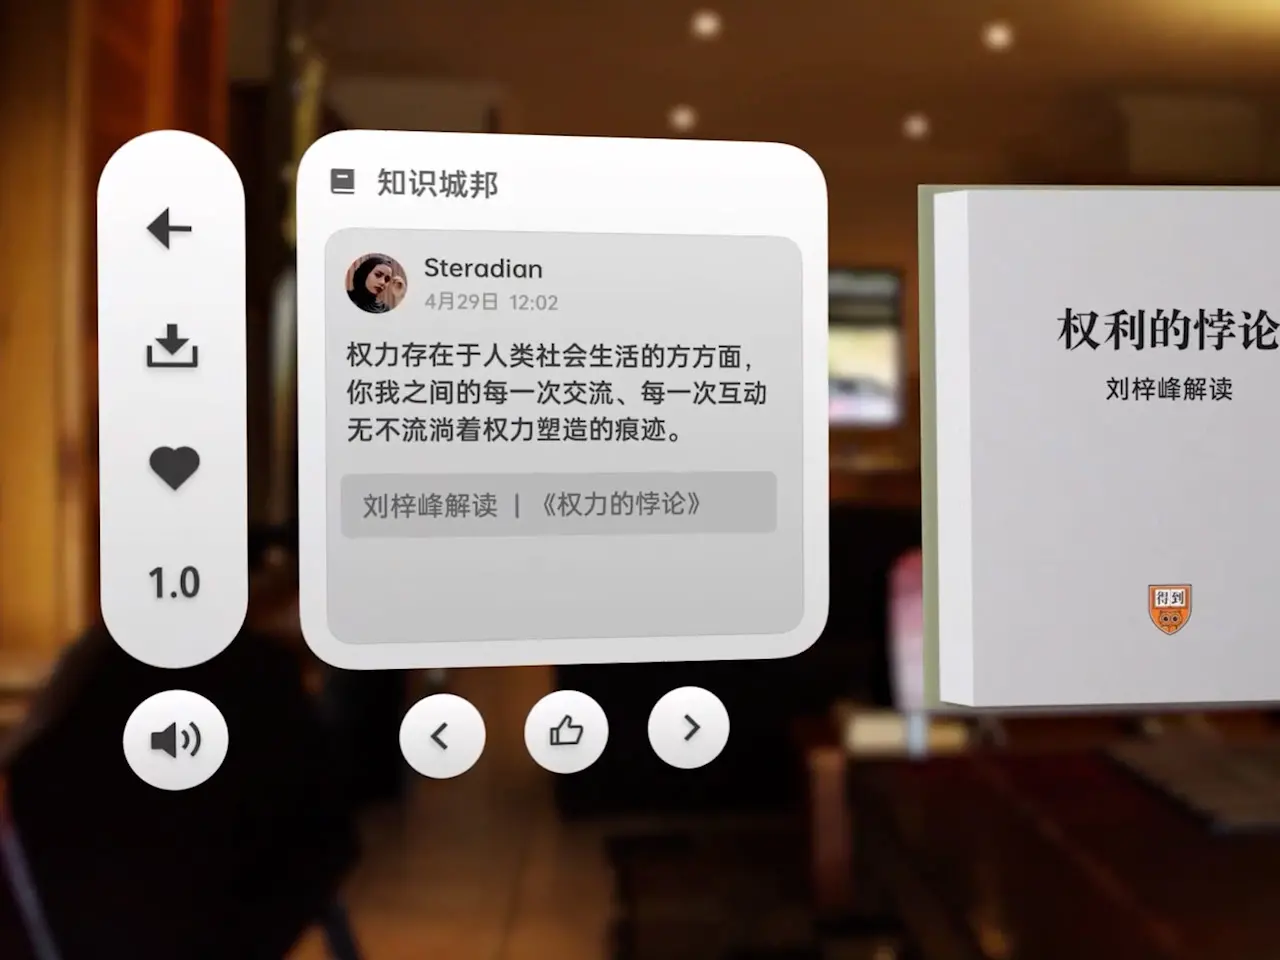 知识城邦
Steradian
4月29日 12:02
权力存在于人类社会生活的方方面，
你我之间的每一次交流、每一次互动
无不流淌着权力塑造的痕迹。
刘梓峰解读 | 《权力的悖论》
1.0
权利的悖论
刘梓峰解读
得到